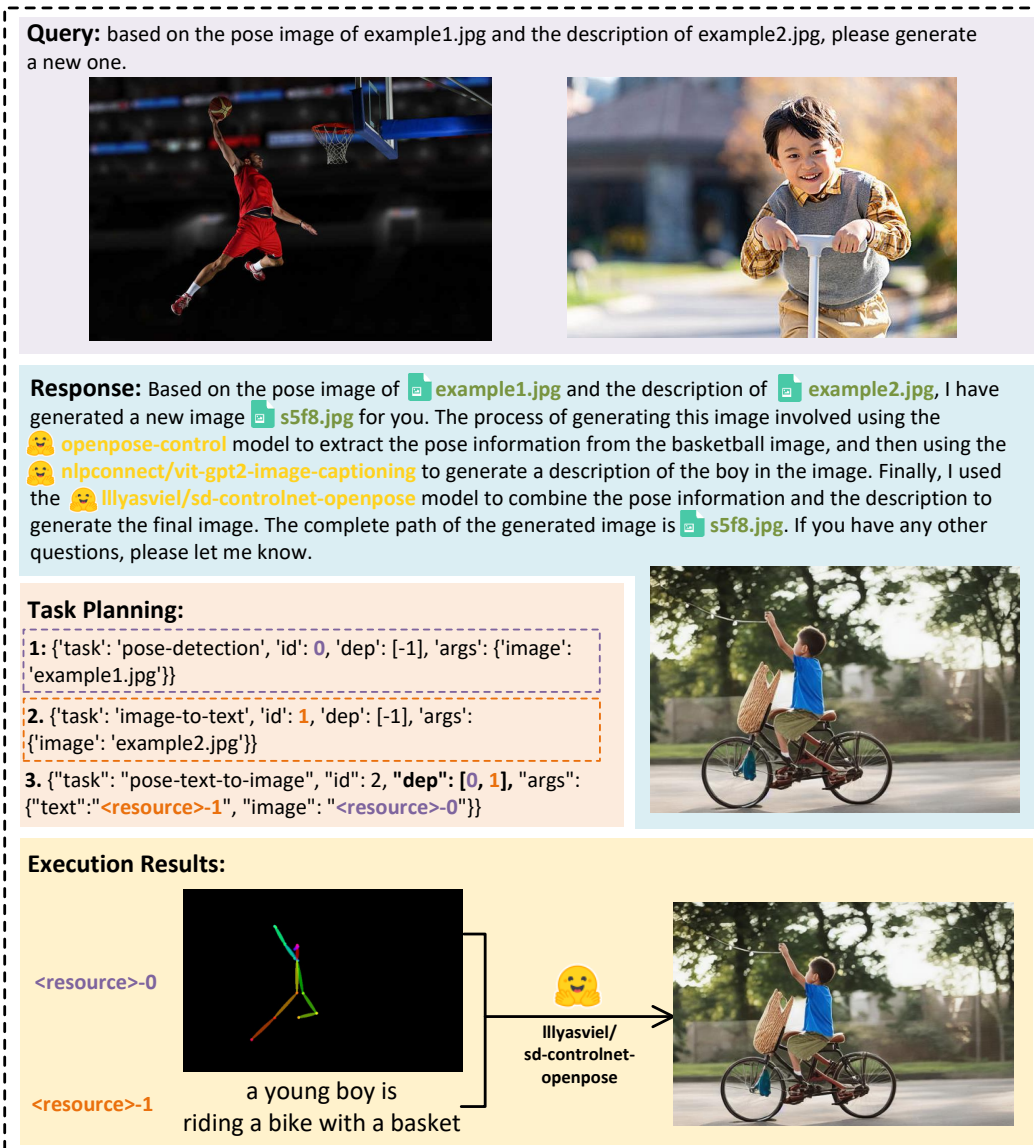 Query: based on the pose image of example1.jpg and the description of example2.jpg, please generate
a new one.
Response: Based on the pose image of example1.jpg and the description of example2.jpg, I have
generated a new image s5f8.jpg for you. The process of generating this image involved using the
openpose-control model to extract the pose information from the basketball image, and then using the
nlpconnect/vit-gpt2-image-captioning to generate a description of the boy in the image. Finally, I used
the lllyasviel/sd-controlnet-openpose model to combine the pose information and the description to
generate the final image. The complete path of the generated image is s5f8.jpg. If you have any other
questions, please let me know.
Task Planning:
1: {'task': 'pose-detection', 'id': 0, 'dep': [-1], 'args': {'image':
'example1.jpg'}}
2. {'task': 'image-to-text', 'id': 1, 'dep': [-1], 'args':
{'image': 'example2.jpg'}}
3. {"task": "pose-text-to-image", "id": 2, "dep": [0, 1], "args":
{"text":"<resource>-1", "image": "<resource>-0"}}
Execution Results:
<resource>-0
lllyasviel/
sd-controlnet-
openpose
<resource>-1
a young boy is
riding a bike with a basket